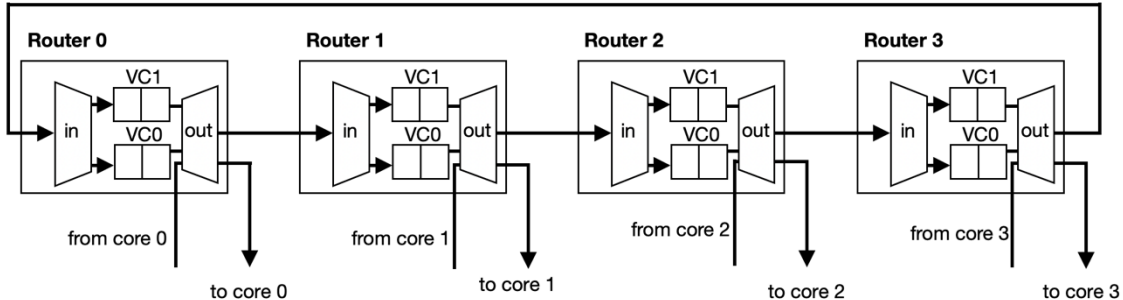 Router 0
Router 1
Router 2
Router 3
VC1
VC1
VC1
VC1
in
out
in
out
in
out
in
out
VC0
VC0
VC0
VC0
from core 0
from core 1
from core 2
from core 3
to core 0
to core 1
to core 2
to core 3